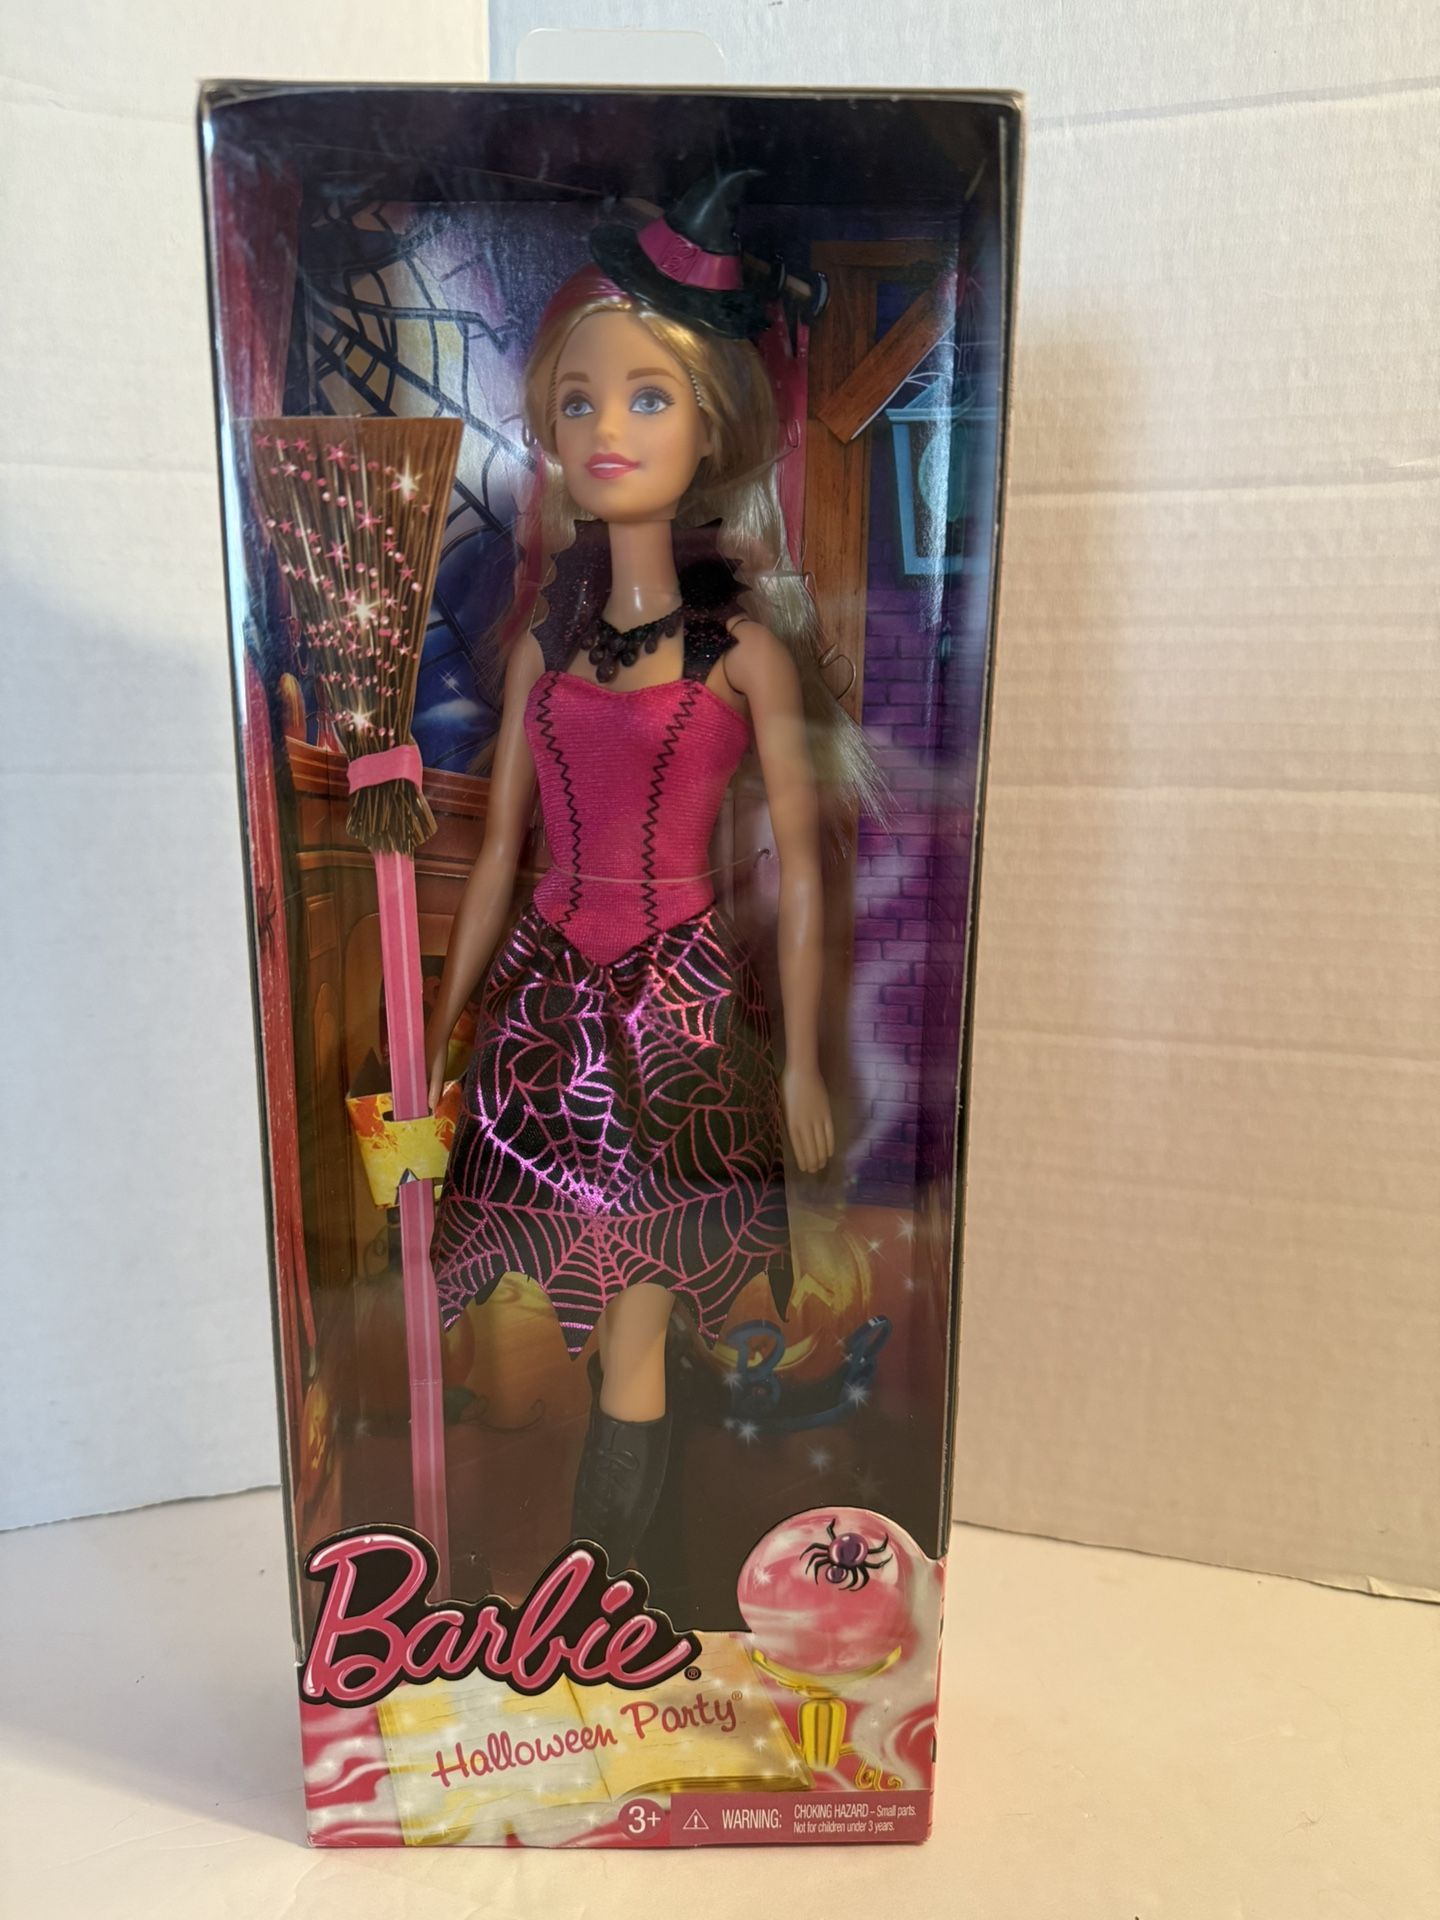 Barbie®
Halloween Party®
3+
⚠ WARNING:
CHOKING HAZARD – Small parts.
Not for children under 3 years.